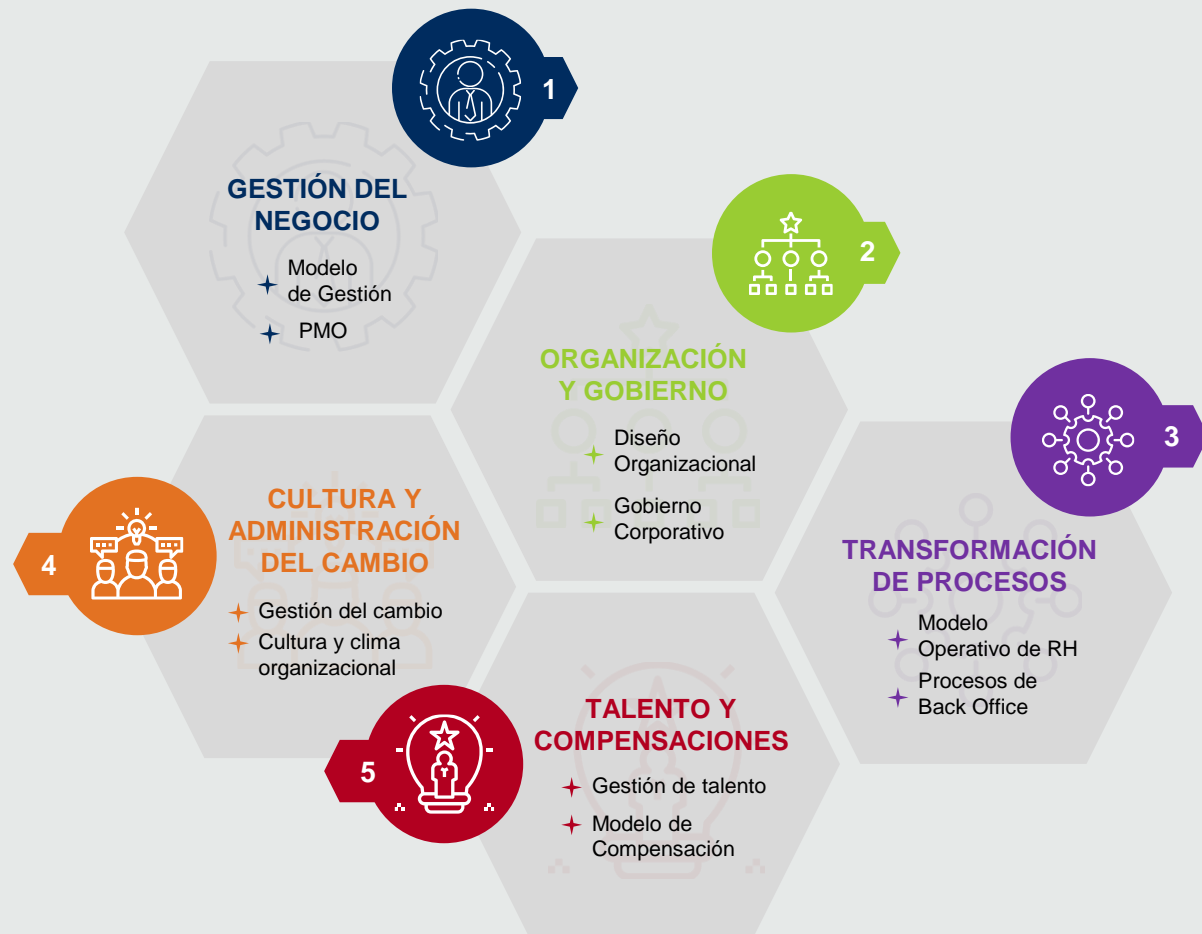 1
GESTIÓN DEL
NEGOCIO
Modelo
de Gestión
PMO
2
ORGANIZACIÓN
Y GOBIERNO
Diseño
Organizacional
Gobierno
Corporativo
3
TRANSFORMACIÓN
DE PROCESOS
Modelo
Operativo de RH
Procesos de
Back Office
4
CULTURA Y
ADMINISTRACIÓN
DEL CAMBIO
Gestión del cambio
Cultura y clima
organizacional
5
TALENTO Y
COMPENSACIONES
Gestión de talento
Modelo de
Compensación